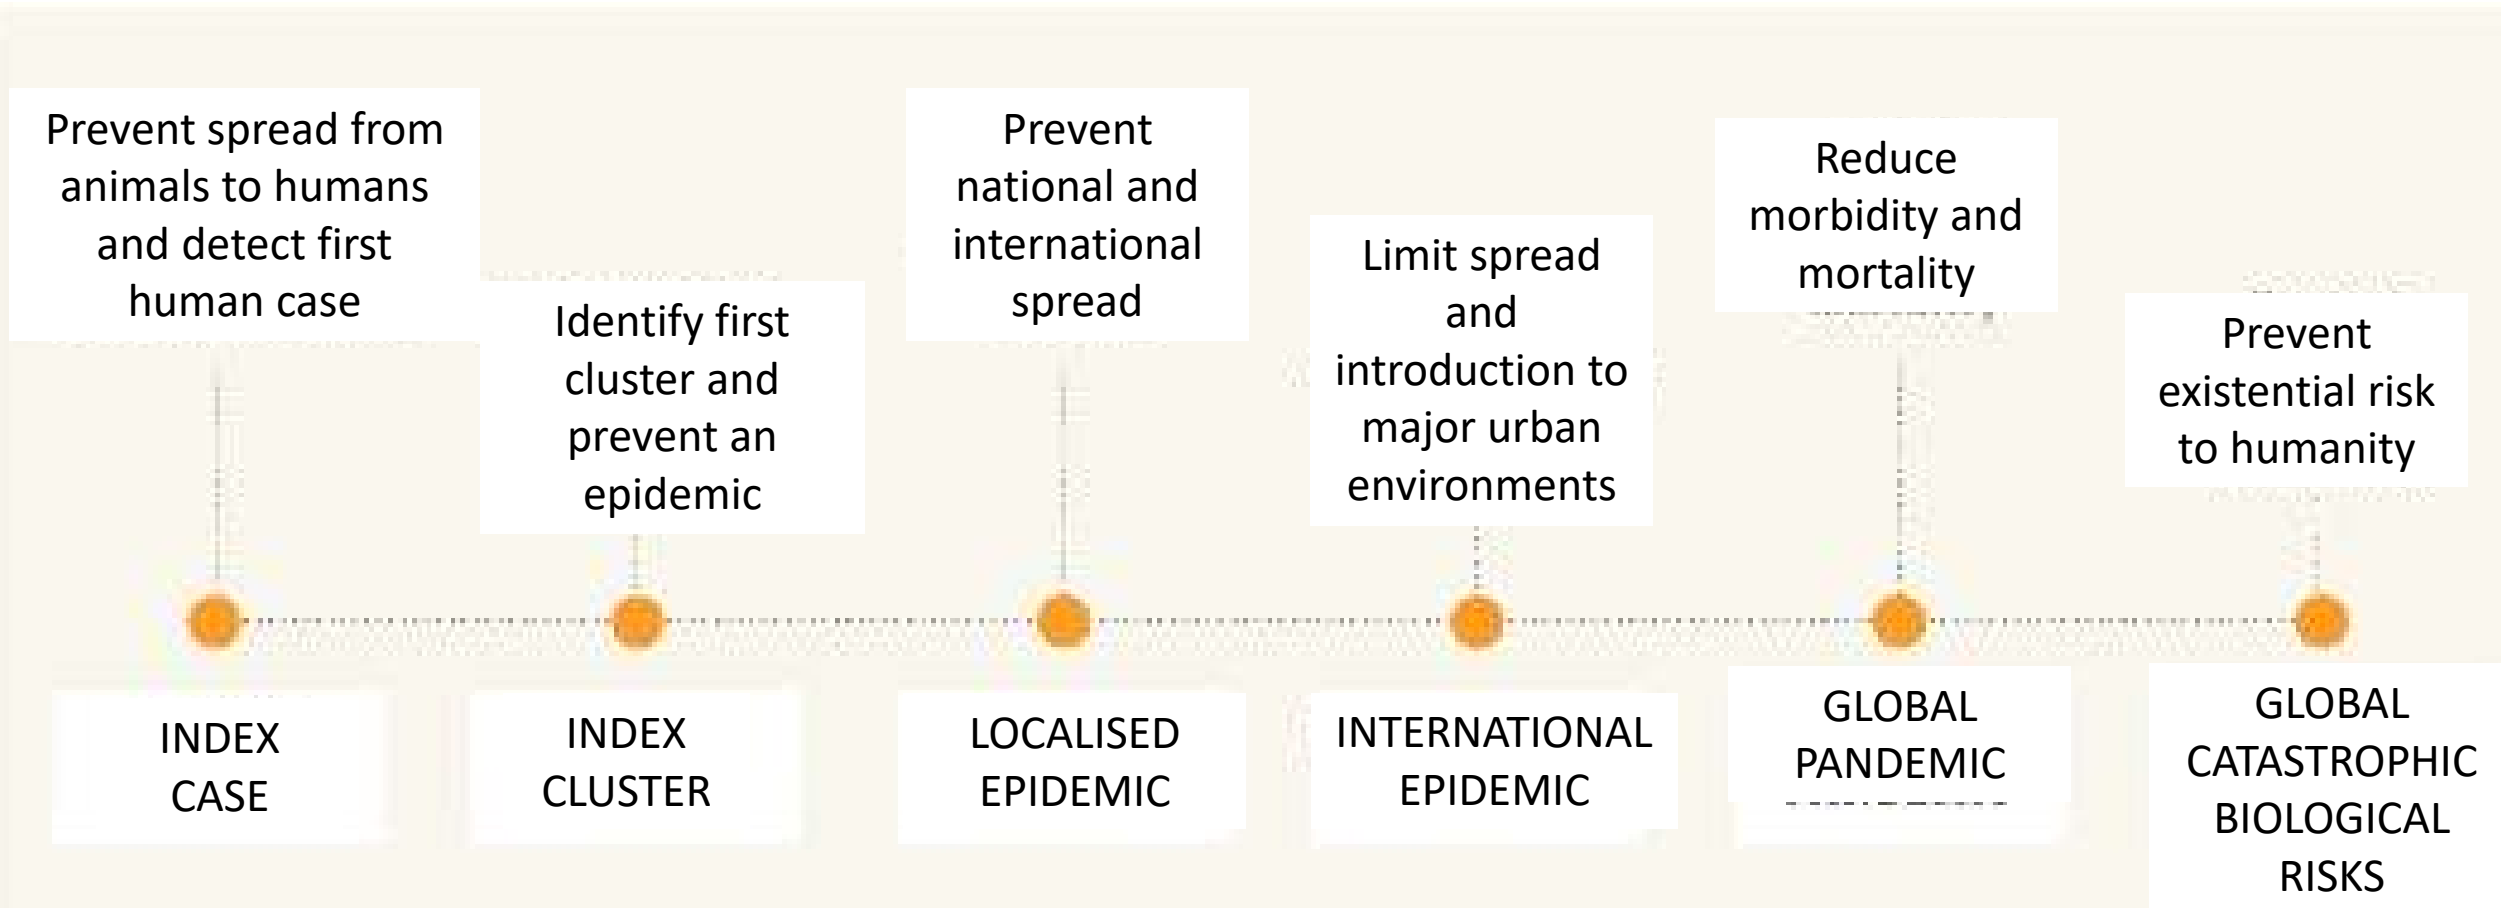 Prevent spread from
animals to humans
and detect first
human case
Identify first
cluster and
prevent an
epidemic
Prevent
national and
international
spread
Limit spread
and
introduction to
major urban
environments
Reduce
morbidity and
mortality
Prevent
existential risk
to humanity
INDEX
CASE
INDEX
CLUSTER
LOCALISED
EPIDEMIC
INTERNATIONAL
EPIDEMIC
GLOBAL
PANDEMIC
GLOBAL
CATASTROPHIC
BIOLOGICAL
RISKS